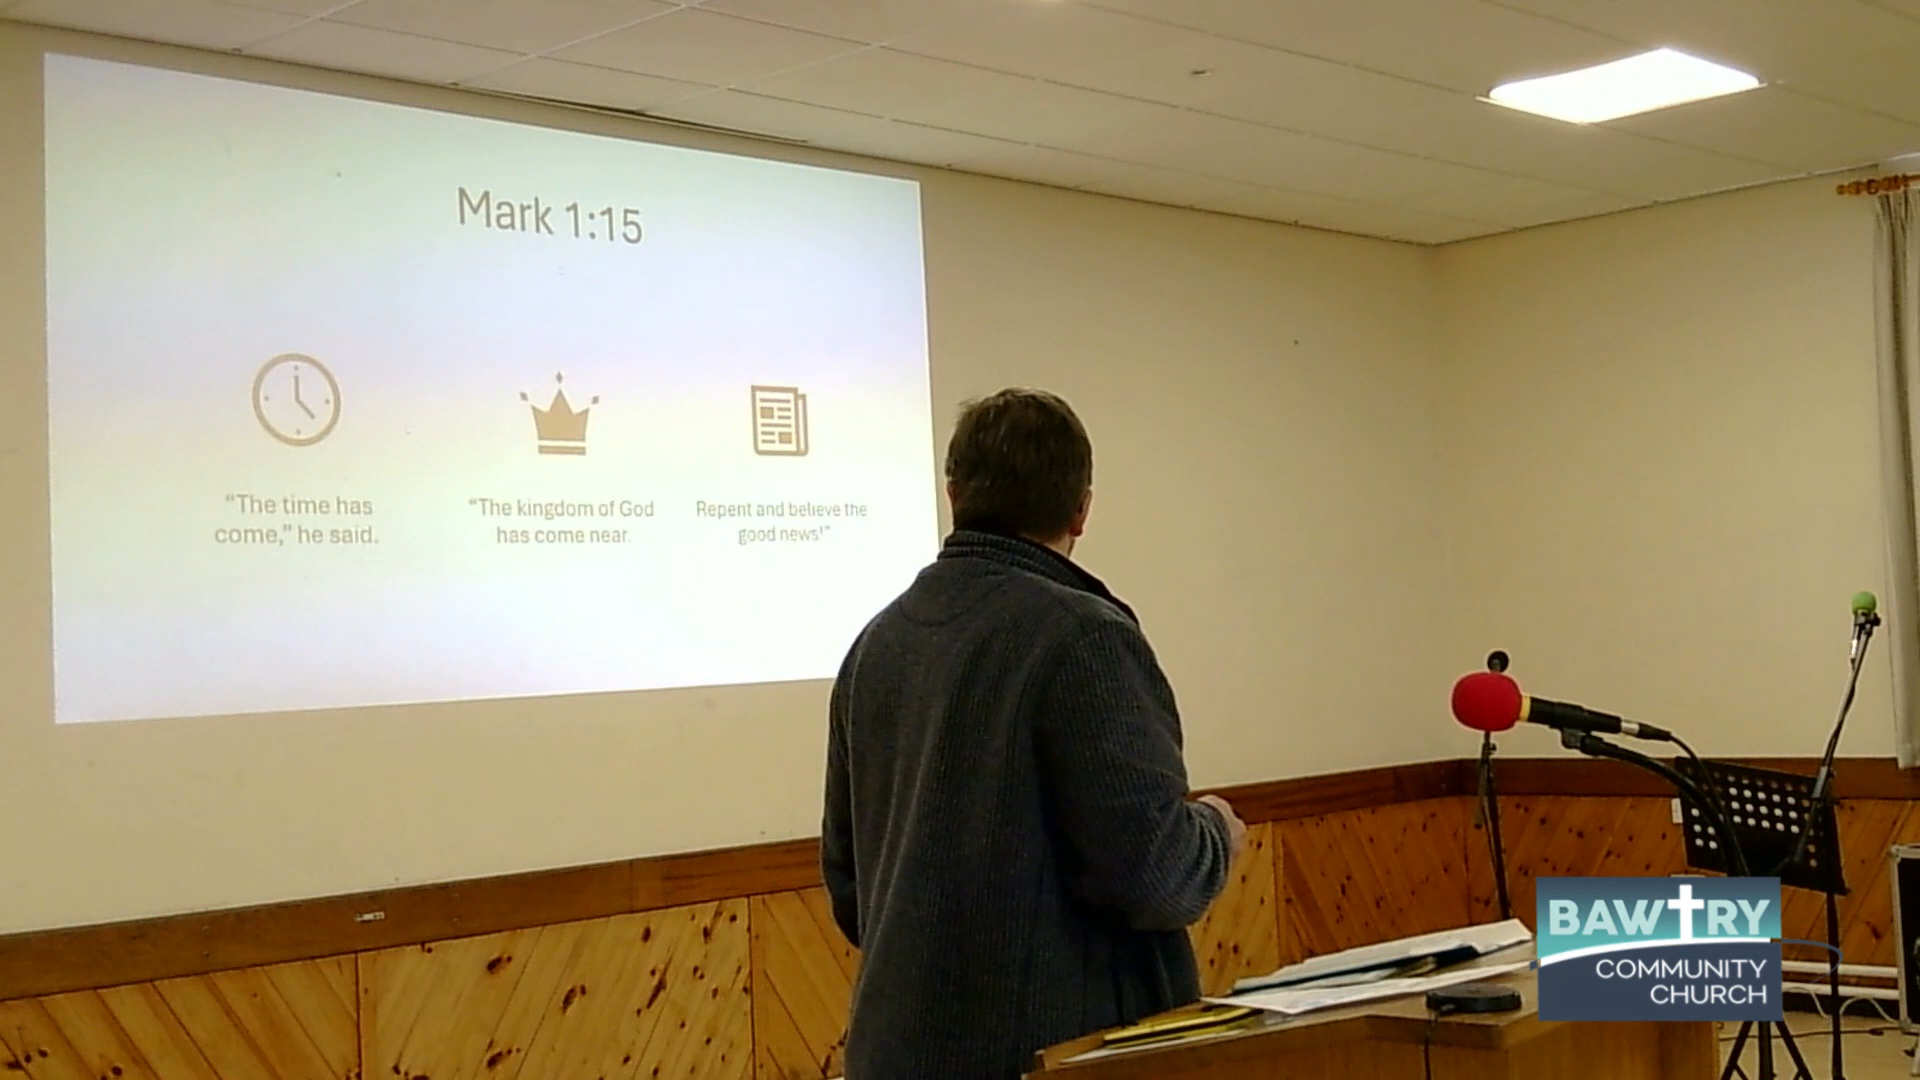 Mark 1:15
“The time has
come,” he said.
“The kingdom of God
has come near.
Repent and believe the
good news!”
BAWTRY
COMMUNITY
CHURCH